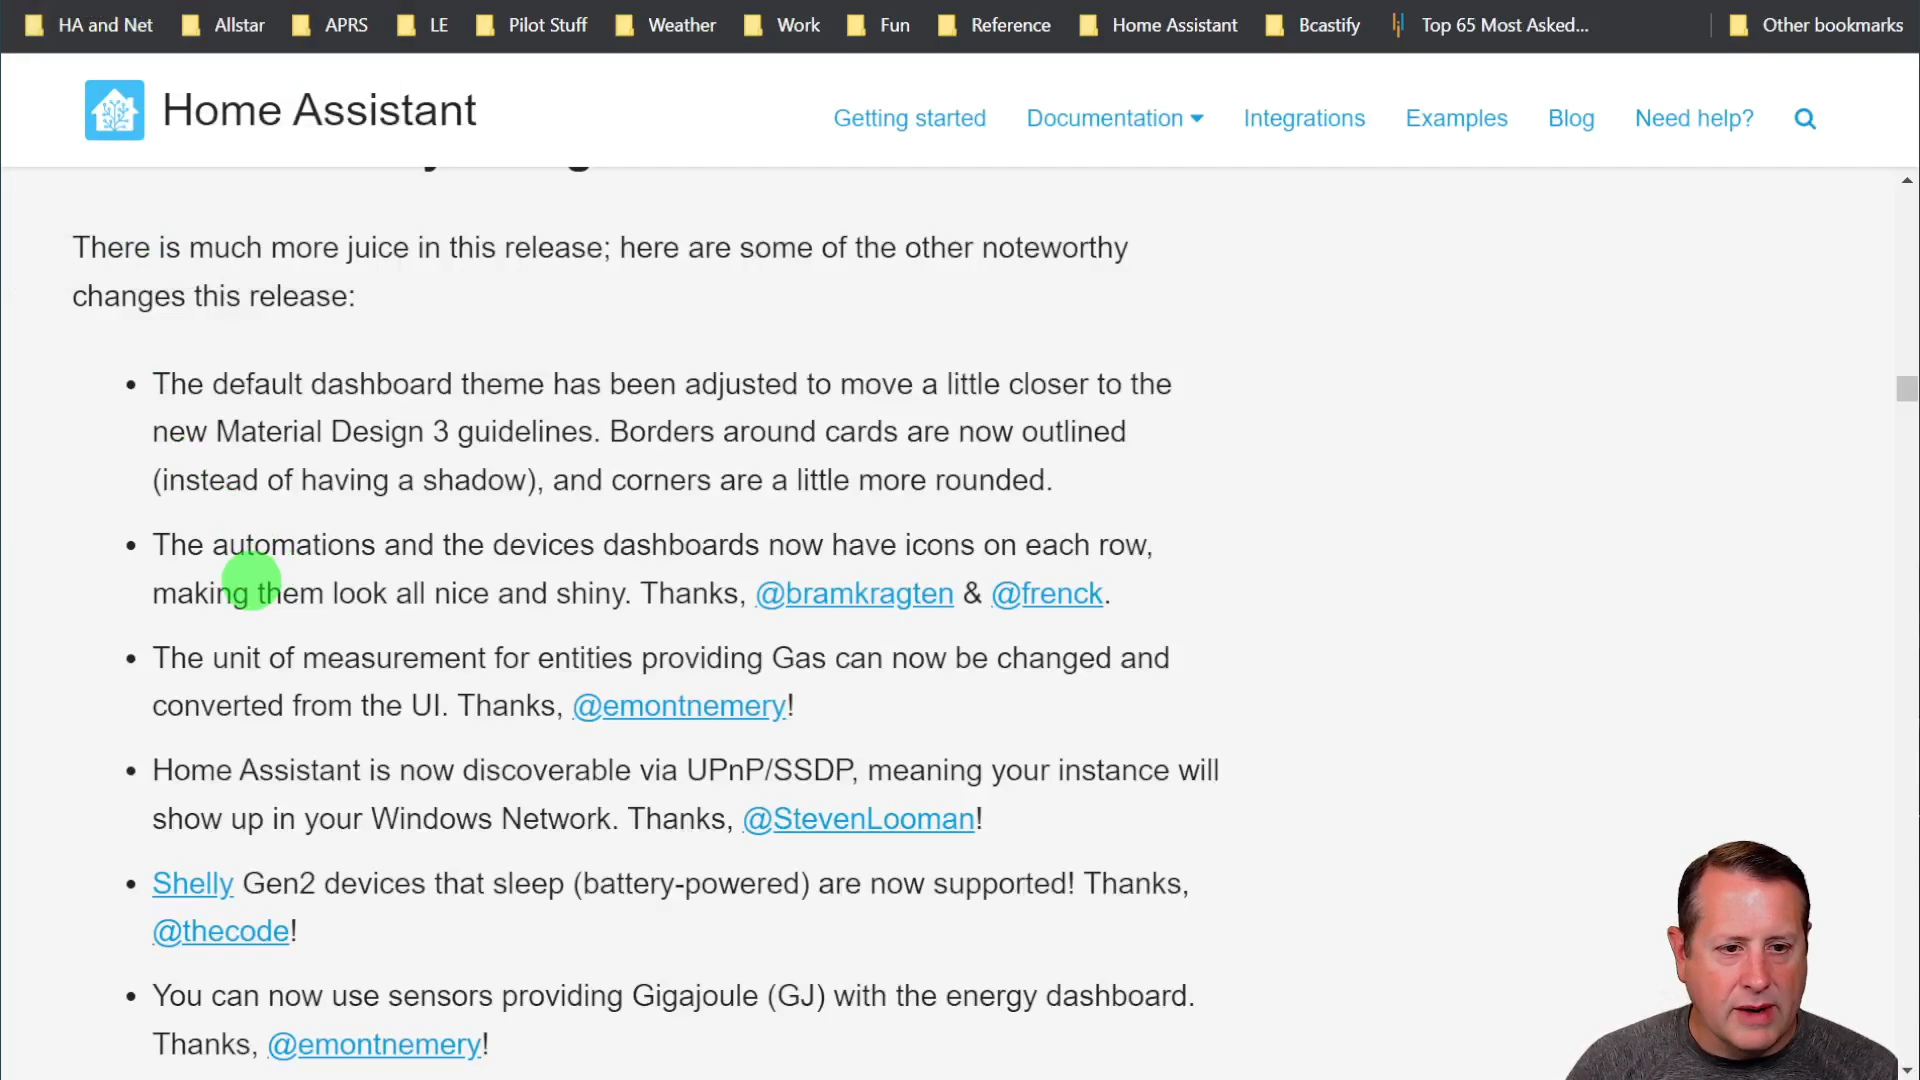 HA and Net Allstar APRS LE Pilot Stuff Weather Work Fun Reference Home Assistant Bcastify Top 65 Most Asked... Other bookmarks
Home Assistant
Getting started Documentation Integrations Examples Blog Need help?
There is much more juice in this release; here are some of the other noteworthy
changes this release:
• The default dashboard theme has been adjusted to move a little closer to the
new Material Design 3 guidelines. Borders around cards are now outlined
(instead of having a shadow), and corners are a little more rounded.
• The automations and the devices dashboards now have icons on each row,
making them look all nice and shiny. Thanks, @bramkragten & @frenck.
• The unit of measurement for entities providing Gas can now be changed and
converted from the UI. Thanks, @emontnemery!
• Home Assistant is now discoverable via UPnP/SSDP, meaning your instance will
show up in your Windows Network. Thanks, @StevenLooman!
• Shelly Gen2 devices that sleep (battery-powered) are now supported! Thanks,
@thecode!
• You can now use sensors providing Gigajoule (GJ) with the energy dashboard.
Thanks, @emontnemery!